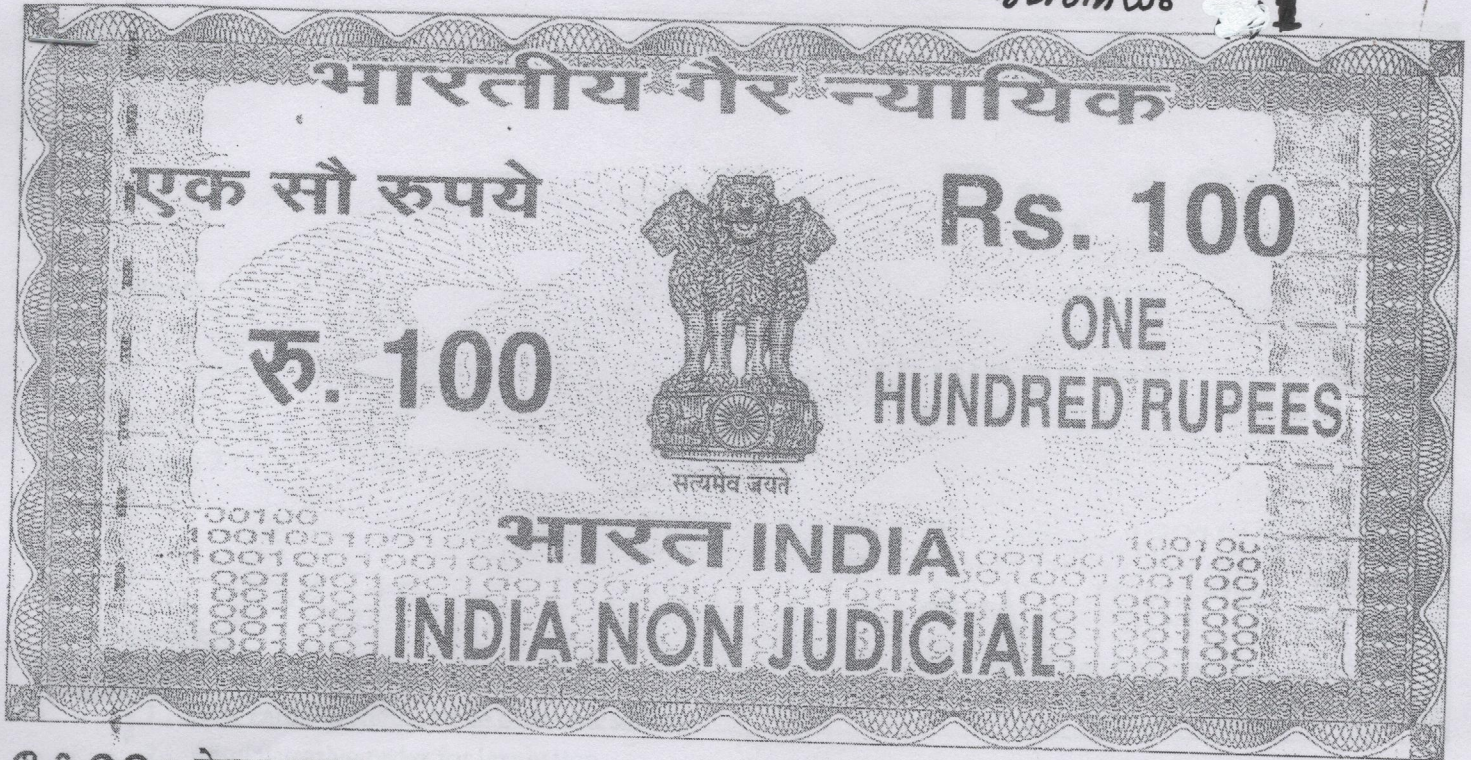 भारतीय गैर न्यायिक
एक सौ रुपये
Rs. 100
रु. 100
ONE
HUNDRED RUPEES
सत्यमेव जयते
भारत INDIA
INDIA NON JUDICIAL